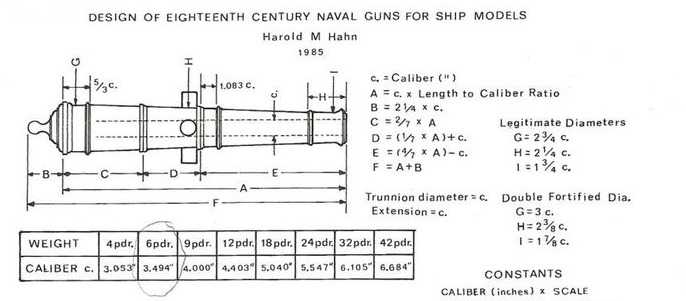 DESIGN OF EIGHTEENTH CENTURY NAVAL GUNS FOR SHIP MODELS
Harold M Hahn
1985
G
5/3 c.
H
1.083 c.
c.
H
I
B
C
D
E
A
F
c. = Caliber (")
A = c. x Length to Caliber Ratio
B = 2 1/4 x c.
C = 2/7 x A
D = (1/7 x A)+c.
E = (4/7 x A)-c.
F = A+B
Legitimate Diameters
G = 2 3/4 c.
H = 2 1/4 c.
I = 1 3/4 c.
Trunnion diameter = c.
Extension = c.
Double Fortified Dia.
G = 3 c.
H = 2 3/8 c.
I = 1 7/8 c.
WEIGHT 4pdr. 6pdr. 9pdr. 12pdr. 18pdr. 24pdr. 32pdr. 42pdr.
CALIBER c. 3.053" 3.494" 4.000" 4.403" 5.040" 5.547" 6.105" 6.684"
CONSTANTS
CALIBER (inches) x SCALE